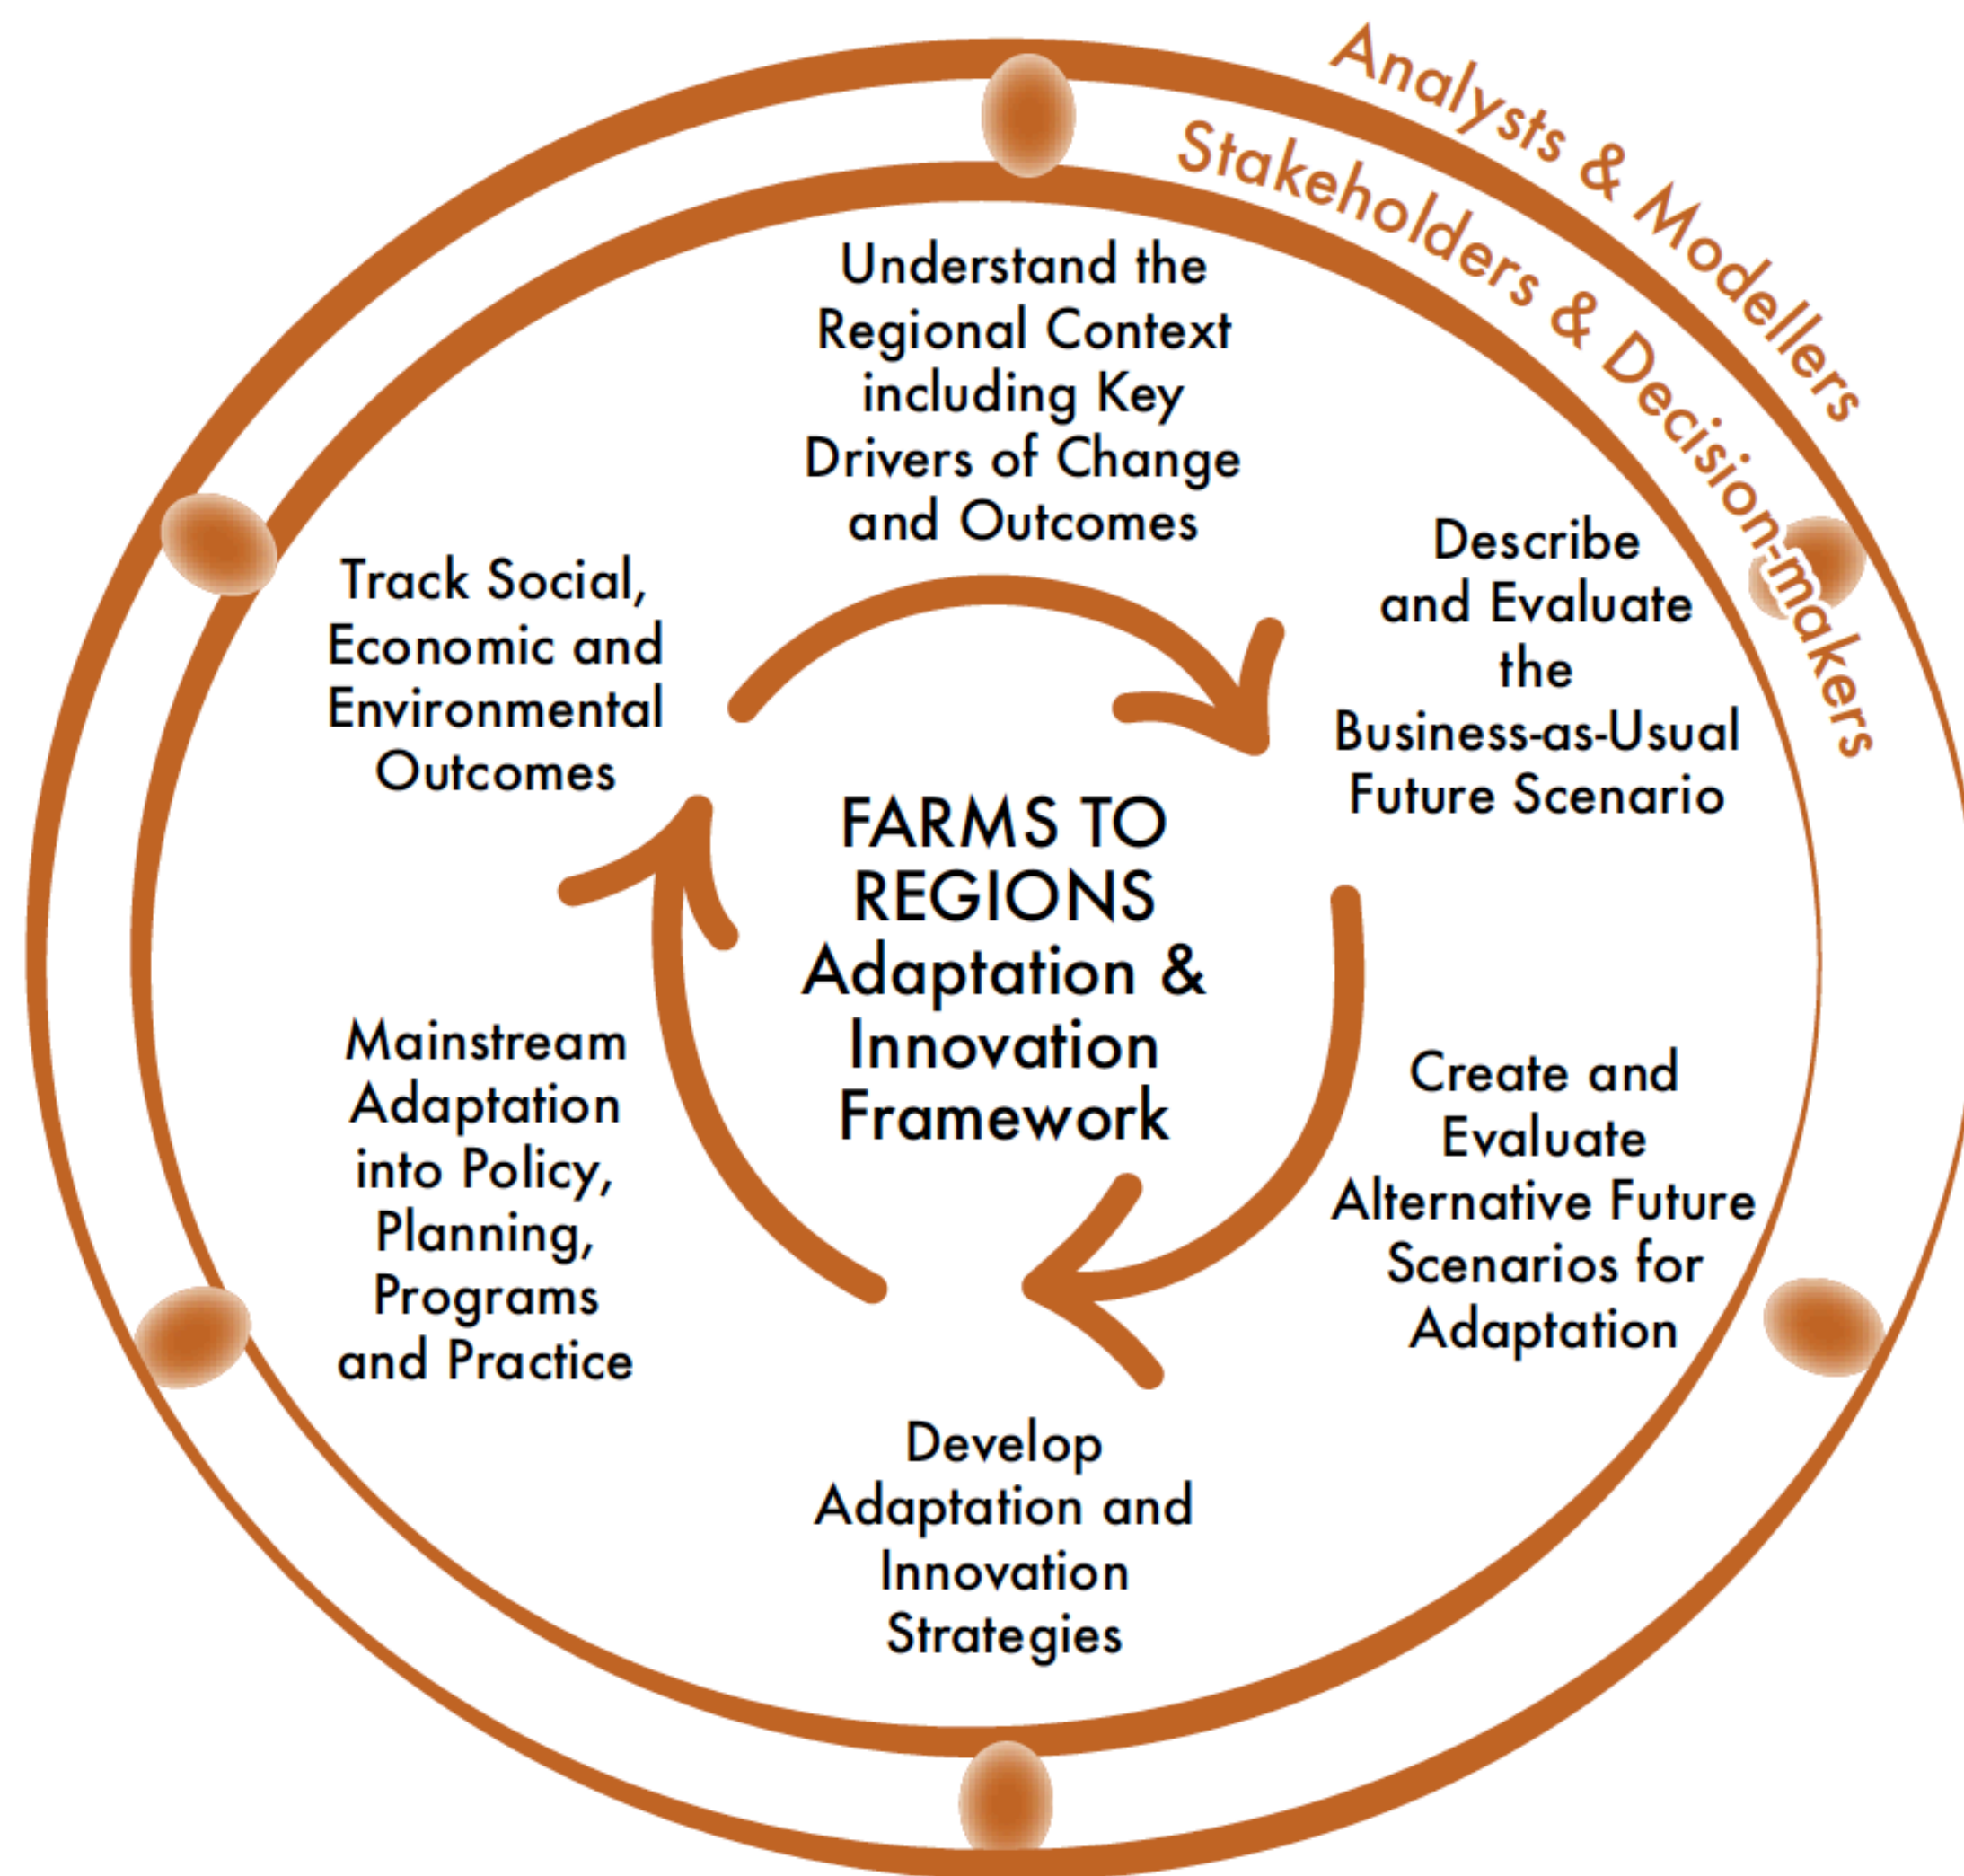 Analysts & Modellers
Stakeholders & Decision-makers
Understand the
Regional Context
including Key
Drivers of Change
and Outcomes
Describe
and Evaluate
the
Business-as-Usual
Future Scenario
Create and
Evaluate
Alternative Future
Scenarios for
Adaptation
Develop
Adaptation and
Innovation
Strategies
Mainstream
Adaptation
into Policy,
Planning,
Programs
and Practice
Track Social,
Economic and
Environmental
Outcomes
FARMS TO
REGIONS
Adaptation &
Innovation
Framework